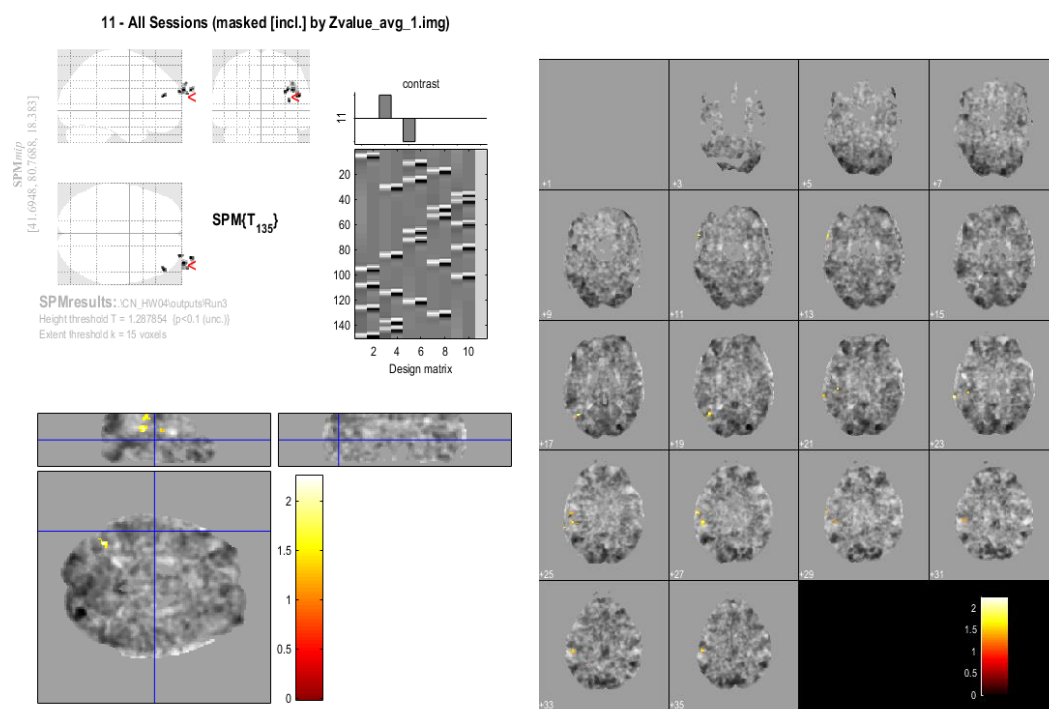 11 - All Sessions (masked [incl.] by Zvalue_avg_1.img)
SPMmip
[41.6948, 80.7688, 18.383]
<
<
<
SPM{T135}
SPMresults: .\CN_HW04\outputs\Run3
Height threshold T = 1.287854 {p<0.1 (unc.)}
Extent threshold k = 15 voxels
contrast
11
20
40
60
80
100
120
140
2 4 6 8 10
Design matrix
2
1.5
1
0.5
0
+1 +3 +5 +7
+9 +11 +13 +15
+17 +19 +21 +23
+25 +27 +29 +31
+33 +35
2
1
1
0